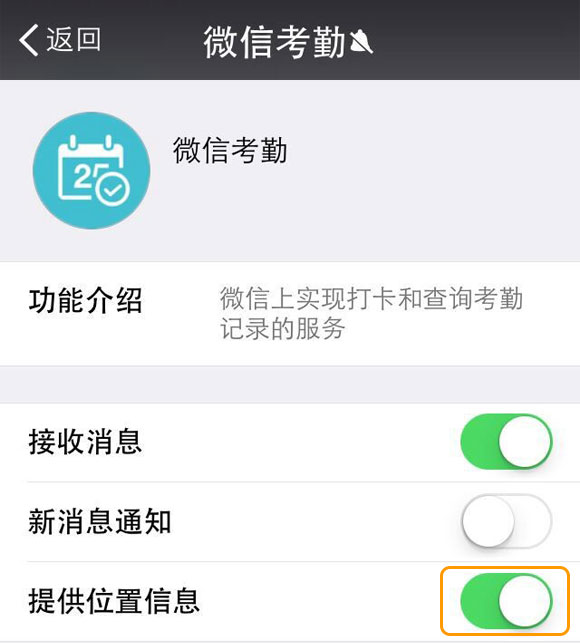 返回
微信考勤
25
微信考勤
功能介绍
微信上实现打卡和查询考勤
记录的服务
接收消息
新消息通知
提供位置信息